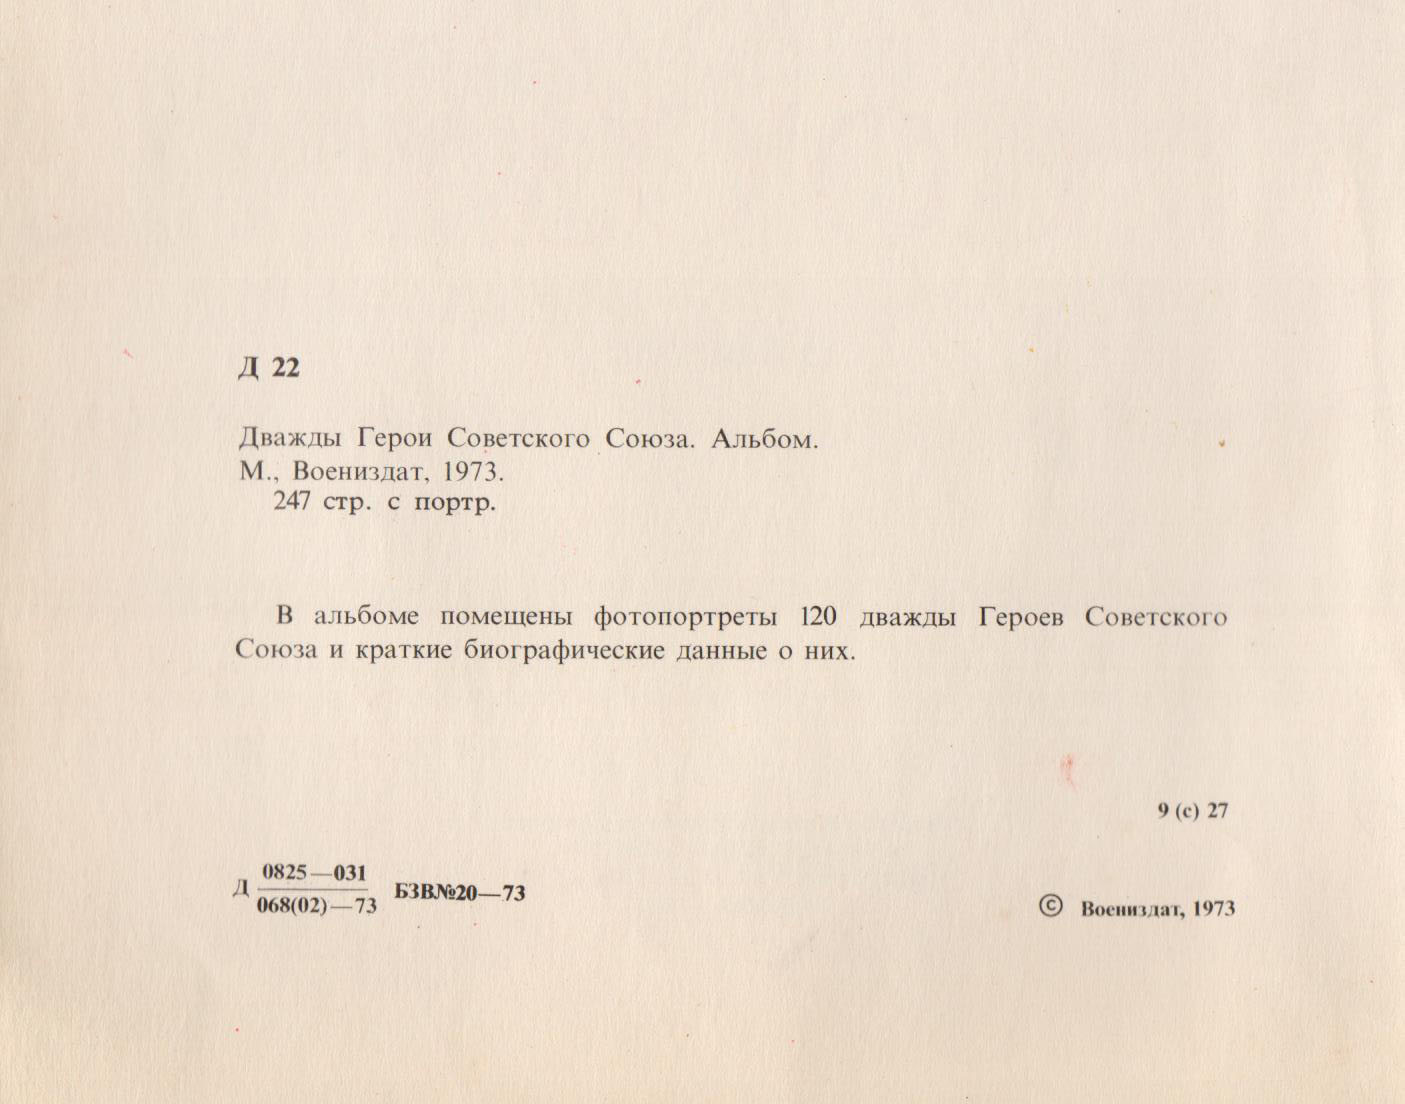 Д 22
Дважды Герои Советского Союза. Альбом.
М., Воениздат, 1973.
247 стр. с портр.
В альбоме помещены фотопортреты 120 дважды Героев Советского
Союза и краткие биографические данные о них.
9 (с) 27
0825—031
Д
068(02)—73
БЗВ№20—73
© Воениздат, 1973